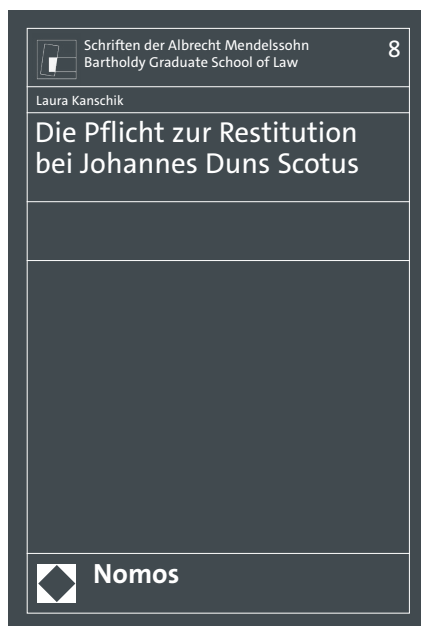 Schriften der Albrecht Mendelssohn
Bartholdy Graduate School of Law
8
Laura Kanschik
Die Pflicht zur Restitution
bei Johannes Duns Scotus
Nomos